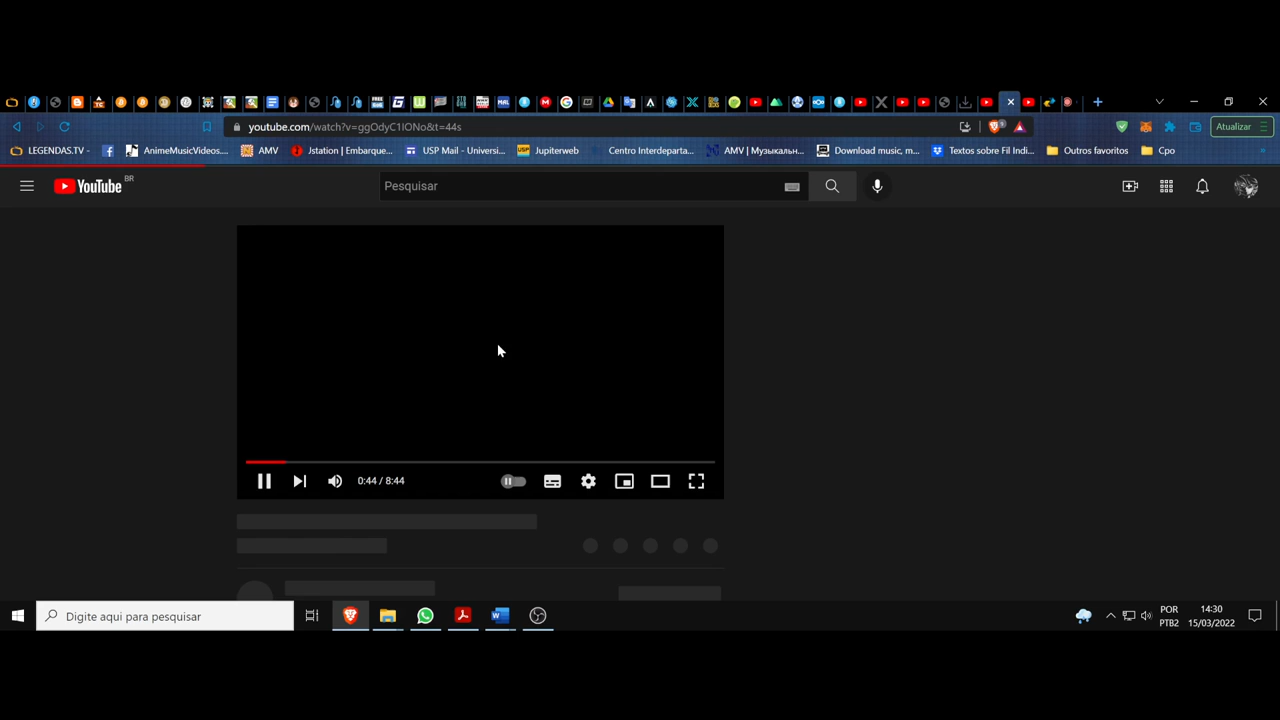 youtube.com/watch?v=ggOdyC1IONo&t=44s
Atualizar
LEGENDAS.TV -
AnimeMusicVideos...
AMV
Jstation | Embarque...
USP Mail - Universi...
Jupiterweb
Centro Interdeparta...
AMV | Музыкальн...
Download music, m...
Textos sobre Fil Indi...
Outros favoritos
Cpo
YouTube BR
Pesquisar
0:44 / 8:44
Digite aqui para pesquisar
POR
PTB2
14:30
15/03/2022